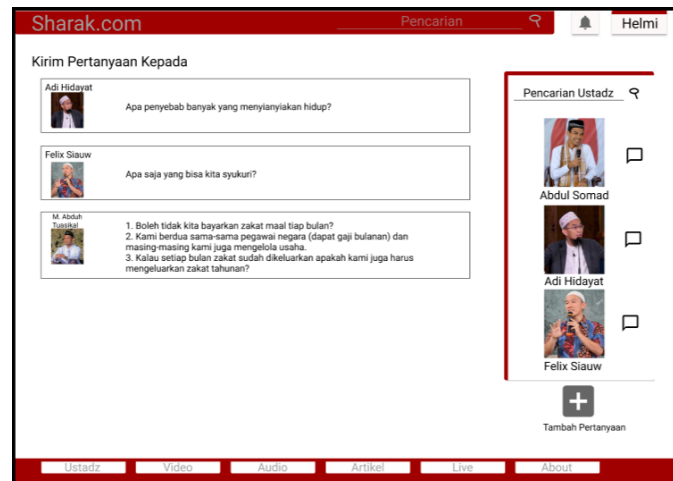 Sharak.com
Pencarian
Helmi
Kirim Pertanyaan Kepada
Adi Hidayat
Apa penyebab banyak yang menyianyiakan hidup?
Felix Siauw
Apa saja yang bisa kita syukuri?
M. Abduh
Tuasikal
1. Boleh tidak kita bayarkan zakat maal tiap bulan?
2. Kami berdua sama-sama pegawai negara (dapat gaji bulanan) dan
masing-masing kami juga mengelola usaha.
3. Kalau setiap bulan zakat sudah dikeluarkan apakah kami juga harus
mengeluarkan zakat tahunan?
Pencarian Ustadz
Abdul Somad
Adi Hidayat
Felix Siauw
Tambah Pertanyaan
Ustadz
Video
Audio
Artikel
Live
About